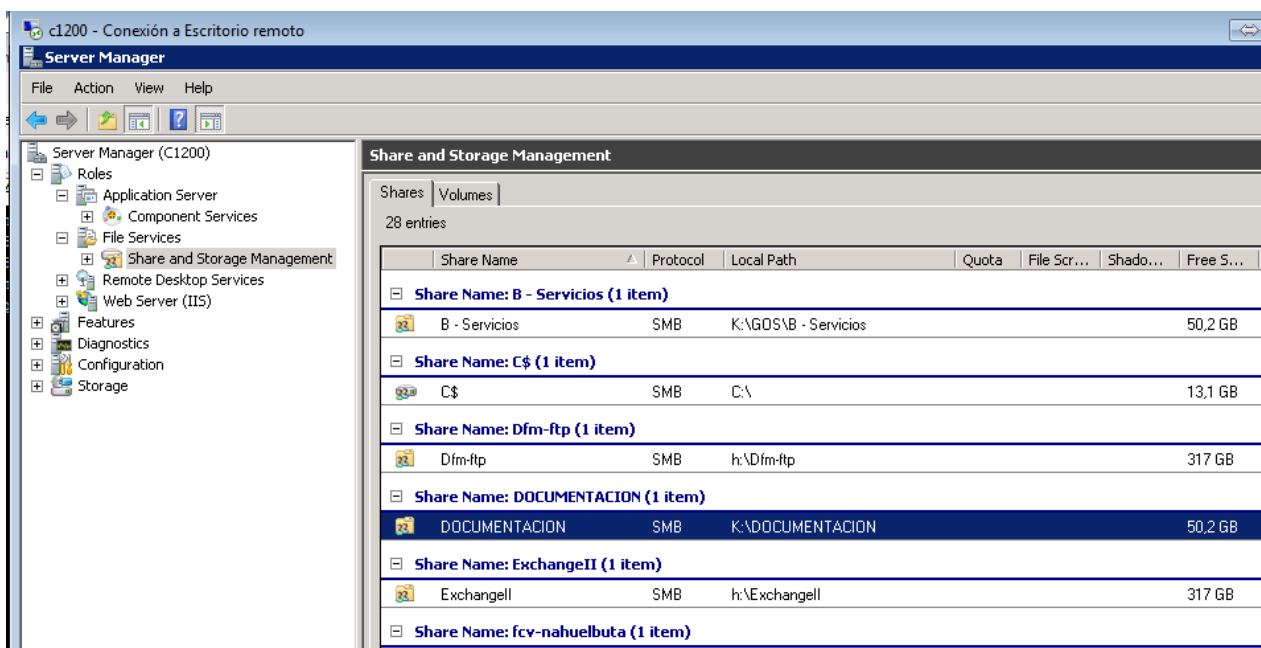 c1200 - Conexión a Escritorio remoto
Server Manager
File Action View Help
Server Manager (C1200)
Roles
Application Server
Component Services
File Services
Share and Storage Management
Remote Desktop Services
Web Server (IIS)
Features
Diagnostics
Configuration
Storage
Share and Storage Management
Shares Volumes
28 entries
Share Name Protocol Local Path Quota File Scr... Shado... Free S...
Share Name: B - Servicios (1 item)
B - Servicios SMB K:\GOS\B - Servicios 50,2 GB
Share Name: C$ (1 item)
C$ SMB C:\ 13,1 GB
Share Name: Dfm-ftp (1 item)
Dfm-ftp SMB h:\Dfm-ftp 317 GB
Share Name: DOCUMENTACION (1 item)
DOCUMENTACION SMB K:\DOCUMENTACION 50,2 GB
Share Name: ExchangeII (1 item)
ExchangeII SMB h:\ExchangeII 317 GB
Share Name: fcv-nahuelbuta (1 item)